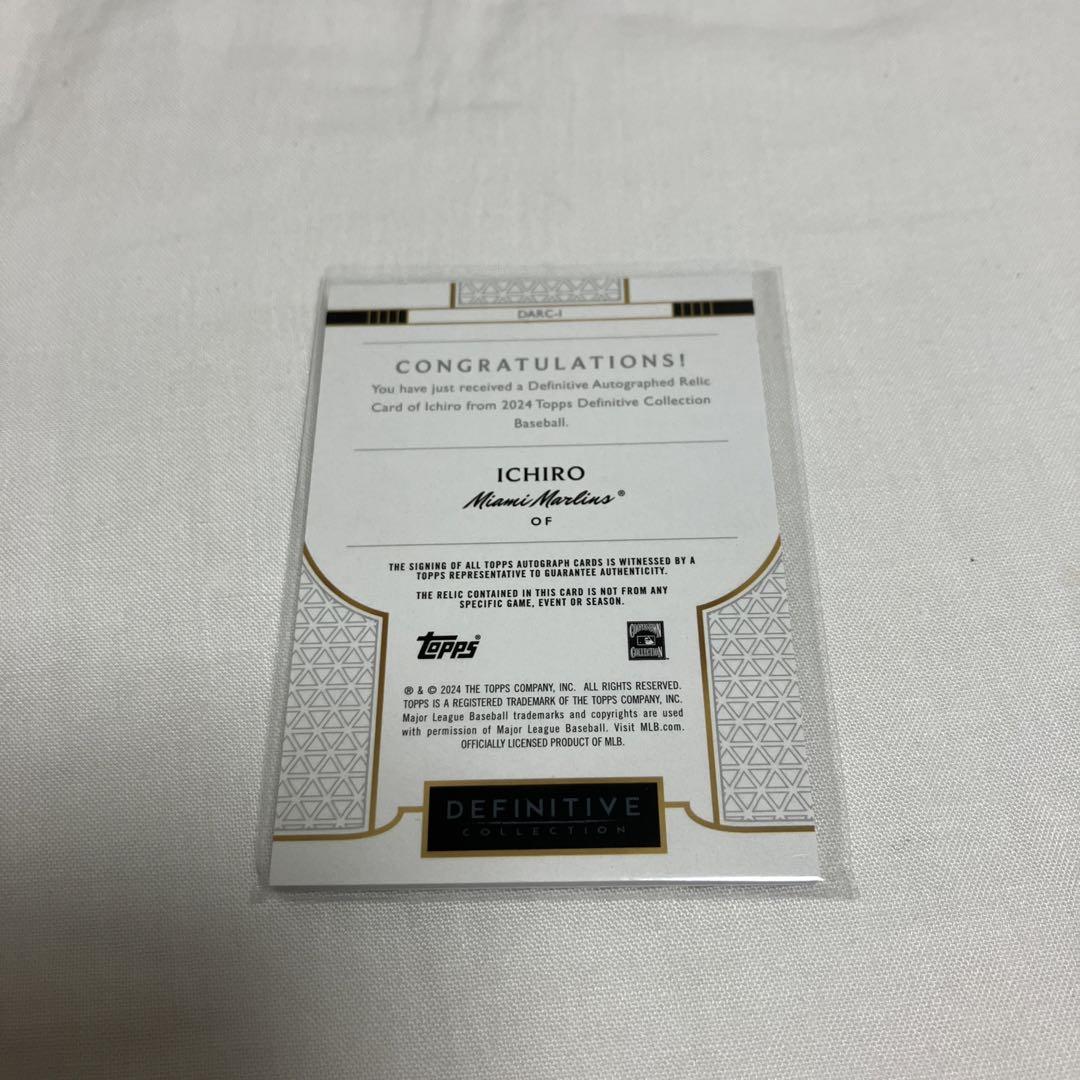 DARC-I
CONGRATULATIONS!
You have just received a Definitive Autographed Relic
Card of Ichiro from 2024 Topps Definitive Collection
Baseball.
ICHIRO
Miami Marlins®
OF
THE SIGNING OF ALL TOPPS AUTOGRAPH CARDS IS WITNESSED BY A
TOPPS REPRESENTATIVE TO GUARANTEE AUTHENTICITY.
THE RELIC CONTAINED IN THIS CARD IS NOT FROM ANY
SPECIFIC GAME, EVENT OR SEASON.
Topps®
COOPERSTOWN
COLLECTION
® & © 2024 THE TOPPS COMPANY, INC. ALL RIGHTS RESERVED.
TOPPS IS A REGISTERED TRADEMARK OF THE TOPPS COMPANY, INC.
Major League Baseball trademarks and copyrights are used
with permission of Major League Baseball. Visit MLB.com.
OFFICIALLY LICENSED PRODUCT OF MLB.
DEFINITIVE
COLLECTION